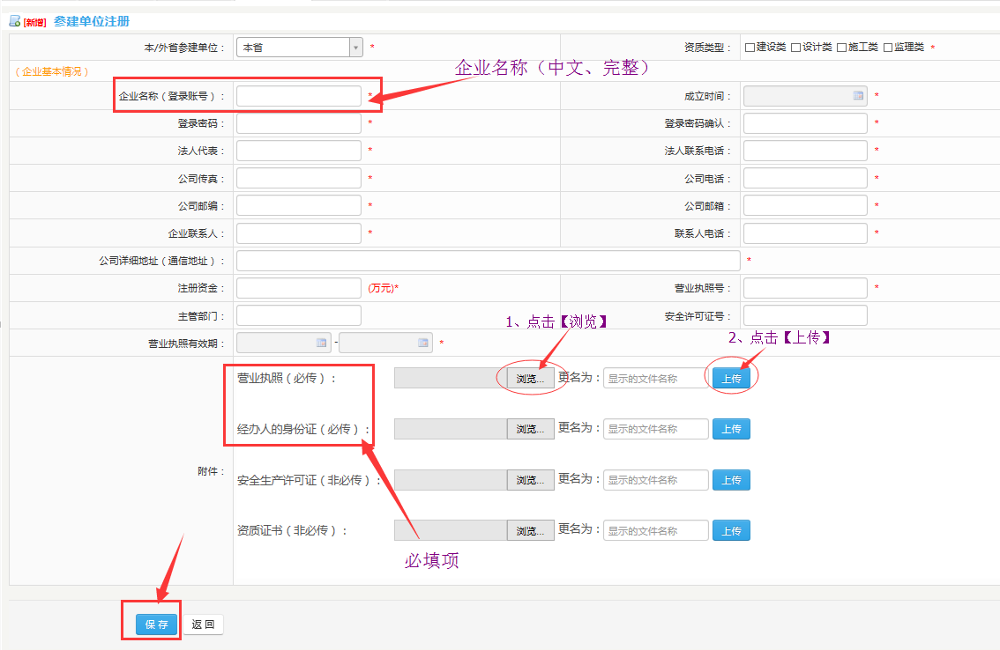 [新增] 参建单位注册
本/外省参建单位： 本省 * 资质类型： 建设类 设计类 施工类 监理类 *
（企业基本情况）
企业名称（中文、完整）
企业名称（登录账号）： * 成立时间： *
登录密码： * 登录密码确认： *
法人代表： * 法人联系电话： *
公司传真： * 公司电话： *
公司邮编： * 公司邮箱： *
企业联系人： * 联系人电话： *
公司详细地址（通信地址）： *
注册资金： (万元)* 营业执照号： *
主管部门： 安全许可证号：
1、点击【浏览】
2、点击【上传】
营业执照有效期： - *
营业执照（必传）： 浏览... 更名为： 显示的文件名称 上传
经办人的身份证（必传）： 浏览... 更名为： 显示的文件名称 上传
附件：
安全生产许可证（非必传）： 浏览... 更名为： 显示的文件名称 上传
资质证书（非必传）： 浏览... 更名为： 显示的文件名称 上传
必填项
保存 返回